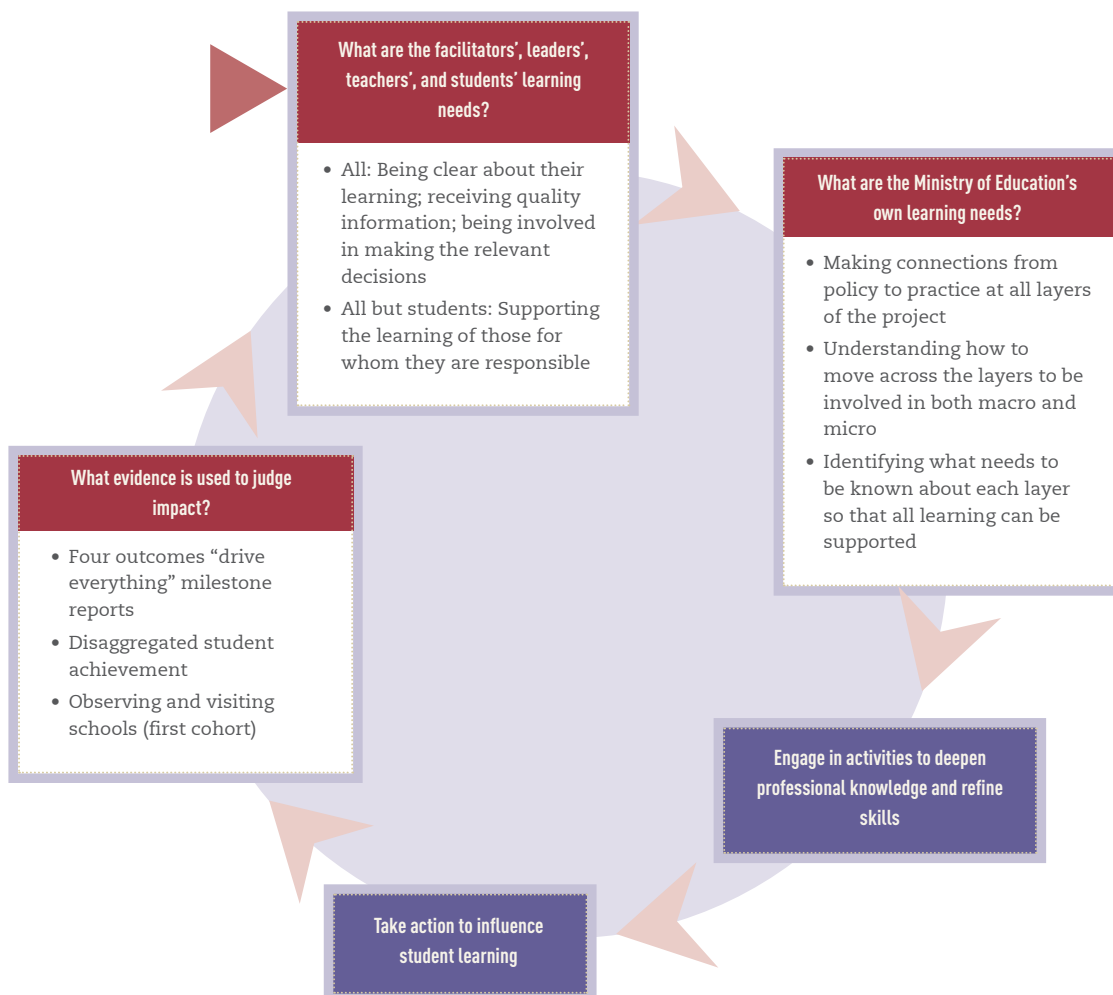 What are the facilitators’, leaders’,
teachers’, and students’ learning
needs?
• All: Being clear about their
learning; receiving quality
information; being involved
in making the relevant
decisions
• All but students: Supporting
the learning of those for
whom they are responsible
What are the Ministry of Education’s
own learning needs?
• Making connections from
policy to practice at all layers
of the project
• Understanding how to
move across the layers to be
involved in both macro and
micro
• Identifying what needs to
be known about each layer
so that all learning can be
supported
Engage in activities to deepen
professional knowledge and refine
skills
Take action to influence
student learning
What evidence is used to judge
impact?
• Four outcomes “drive
everything” milestone
reports
• Disaggregated student
achievement
• Observing and visiting
schools (first cohort)